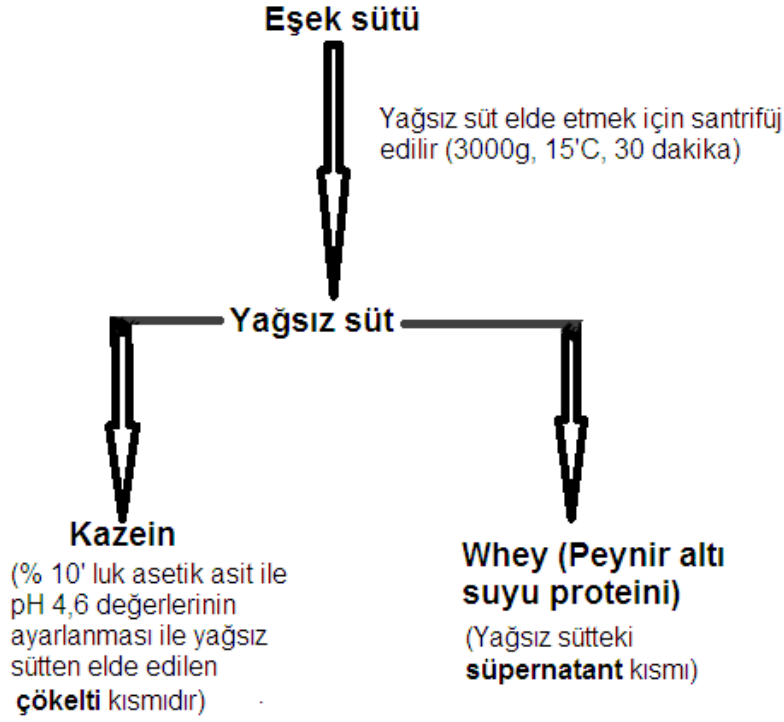 Eşek sütü
Yağsız süt elde etmek için santrifüj
edilir (3000g, 15'C, 30 dakika)
Yağsız süt
Kazein
(% 10' luk asetik asit ile
pH 4,6 değerlerinin
ayarlanması ile yağsız
sütten elde edilen
çökelti kısmıdır)
Whey (Peynir altı
suyu proteini)
(Yağsız sütteki
süpernatant kısmı)